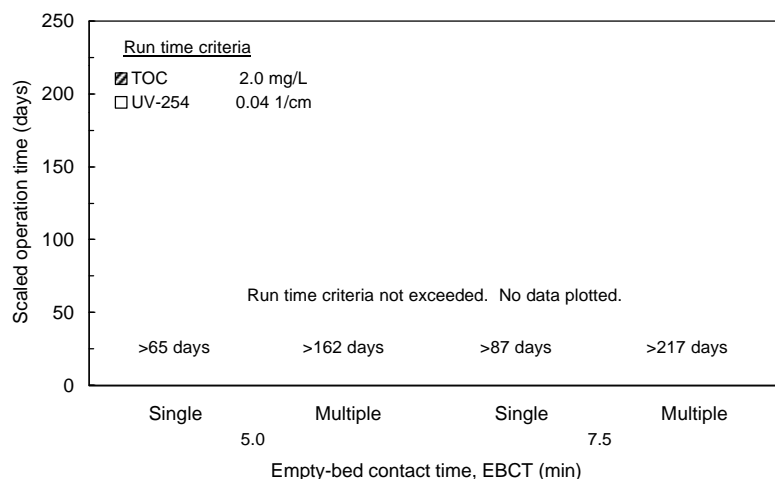 250
200
150
100
50
0
Scaled operation time (days)
Run time criteria
TOC 2.0 mg/L
UV-254 0.04 1/cm
Run time criteria not exceeded. No data plotted.
>65 days >162 days >87 days >217 days
Single Multiple Single Multiple
5.0 7.5
Empty-bed contact time, EBCT (min)